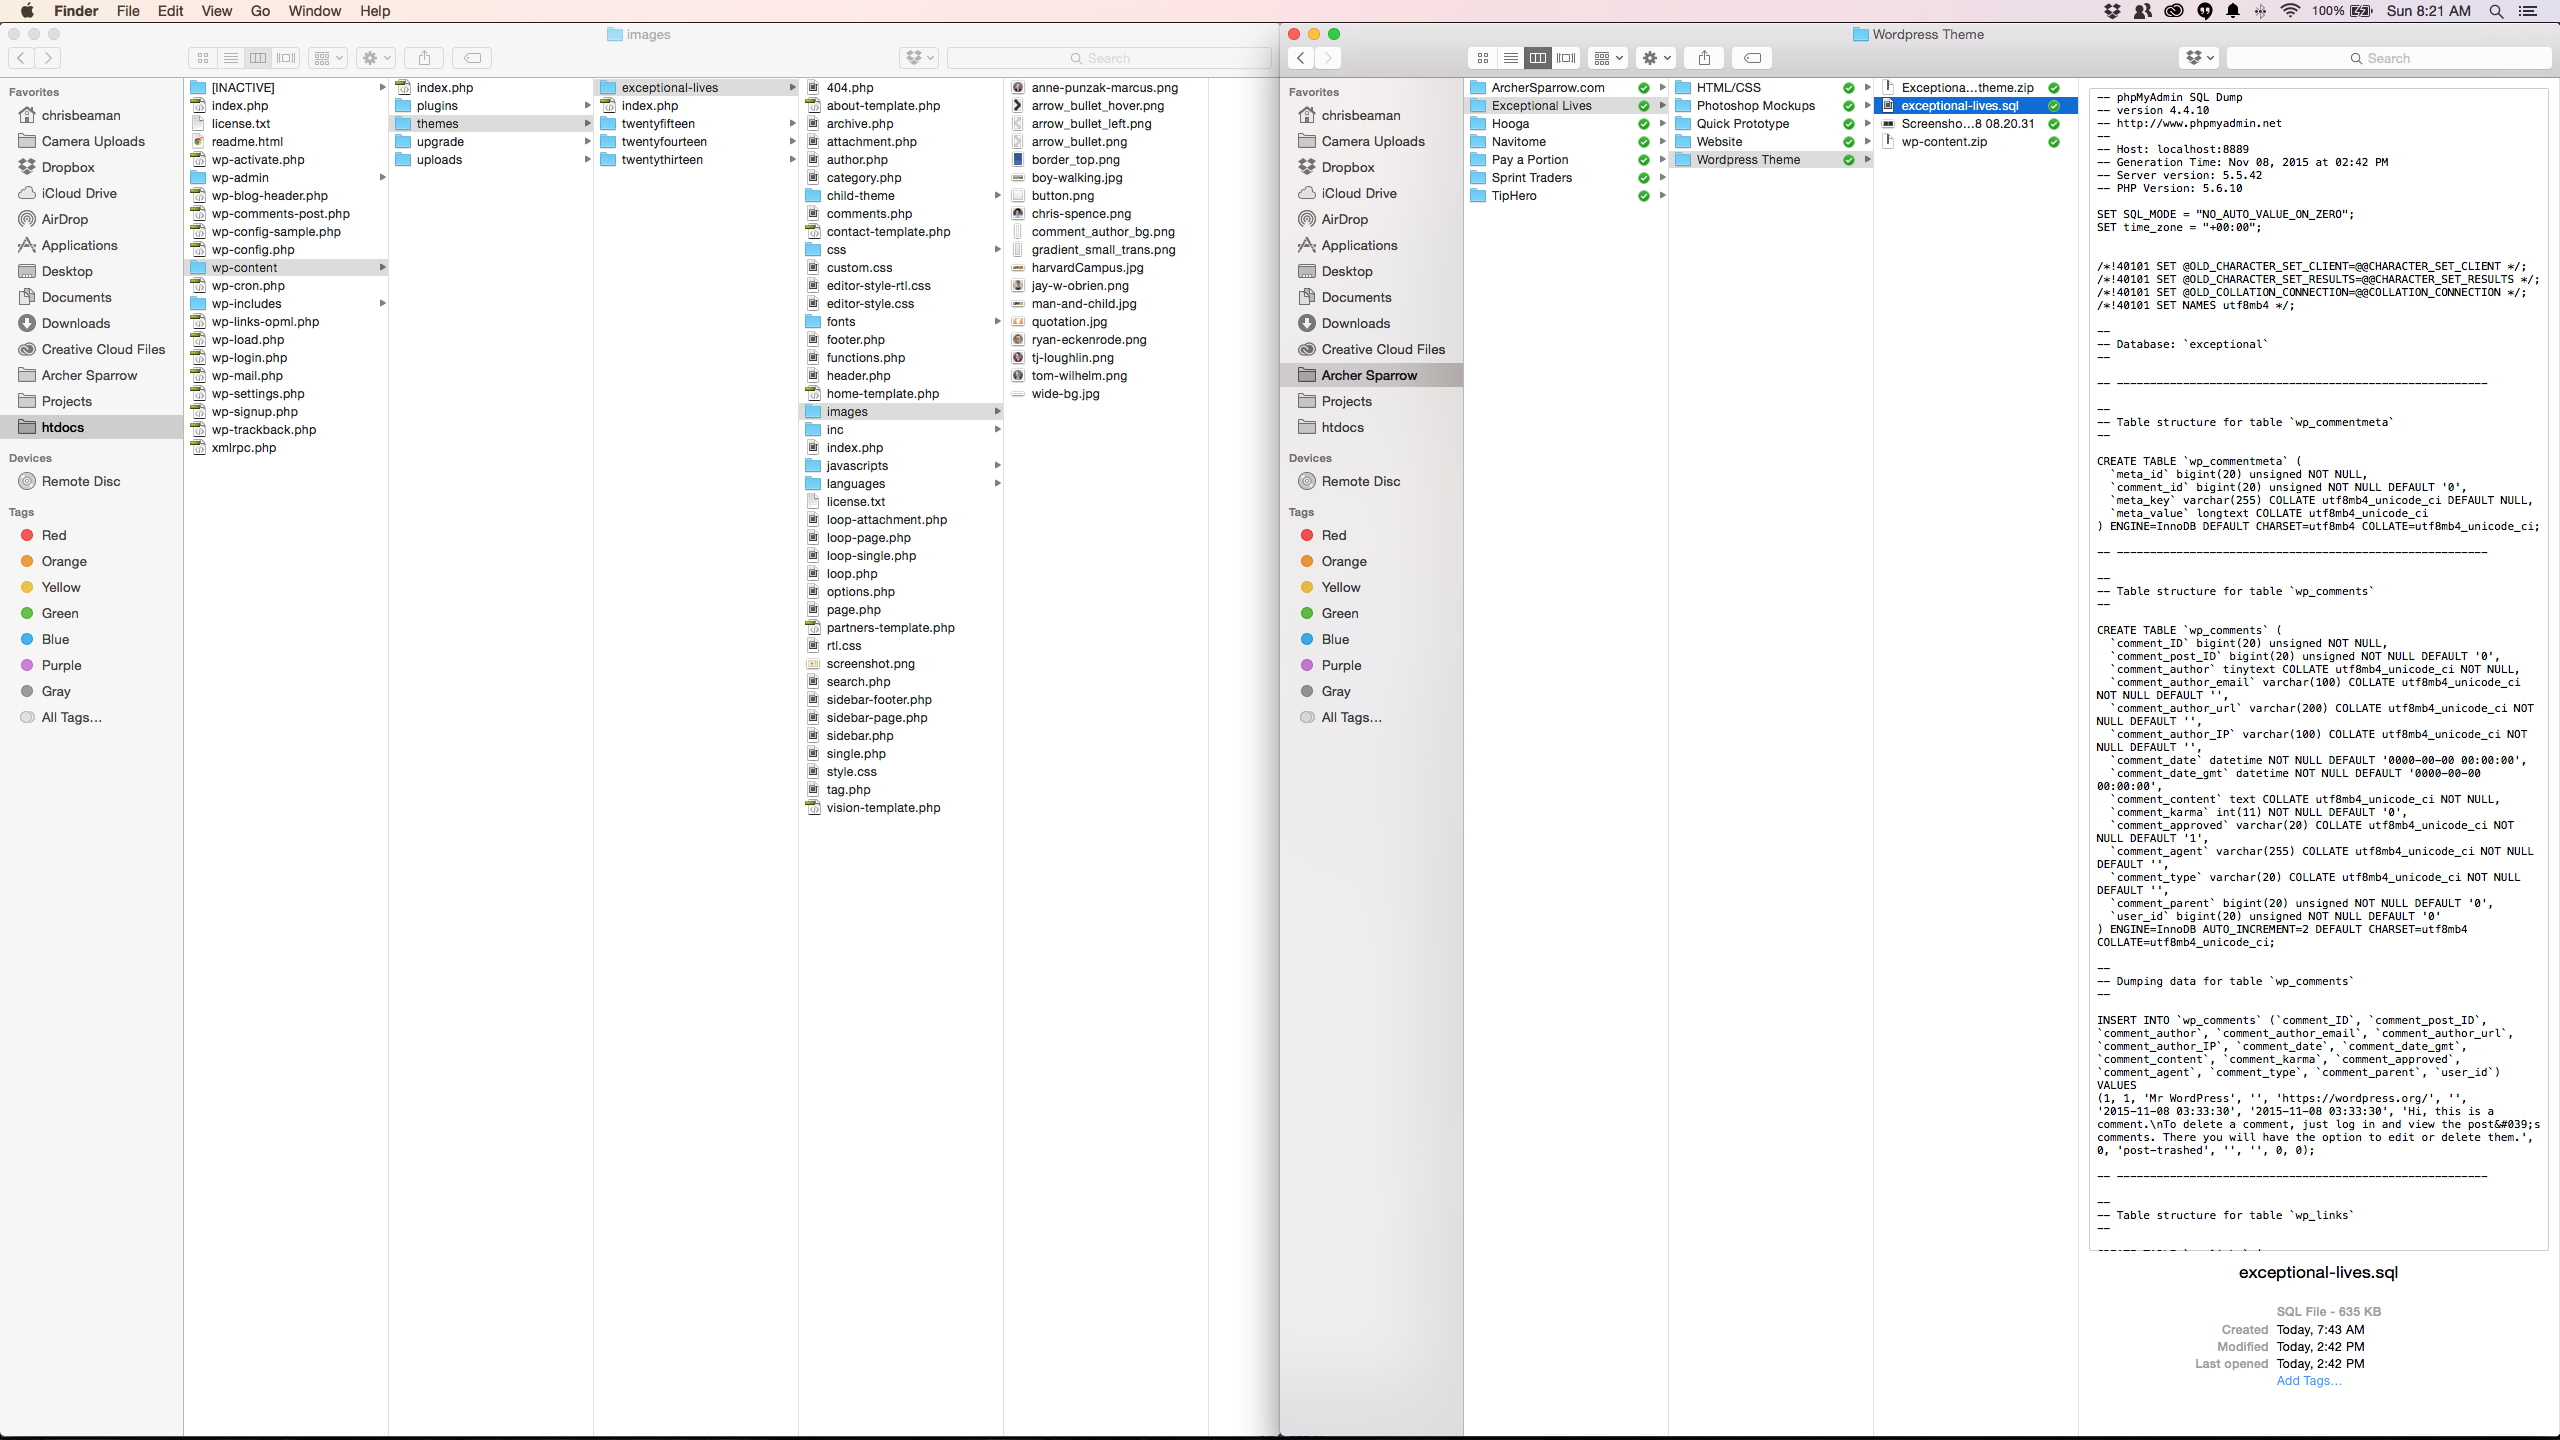 Finder File Edit View Go Window Help
100% Sun 8:21 AM
images
Search
Favorites
chrisbeaman
Camera Uploads
Dropbox
iCloud Drive
AirDrop
Applications
Desktop
Documents
Downloads
Creative Cloud Files
Archer Sparrow
Projects
htdocs
Devices
Remote Disc
Tags
Red
Orange
Yellow
Green
Blue
Purple
Gray
All Tags…
[INACTIVE]
index.php
license.txt
readme.html
wp-activate.php
wp-admin
wp-blog-header.php
wp-comments-post.php
wp-config-sample.php
wp-config.php
wp-content
wp-cron.php
wp-includes
wp-links-opml.php
wp-load.php
wp-login.php
wp-mail.php
wp-settings.php
wp-signup.php
wp-trackback.php
xmlrpc.php
index.php
plugins
themes
upgrade
uploads
exceptional-lives
index.php
twentyfifteen
twentyfourteen
twentythirteen
404.php
about-template.php
archive.php
attachment.php
author.php
category.php
child-theme
comments.php
contact-template.php
css
custom.css
editor-style-rtl.css
editor-style.css
fonts
footer.php
functions.php
header.php
home-template.php
images
inc
index.php
javascripts
languages
license.txt
loop-attachment.php
loop-page.php
loop-single.php
loop.php
options.php
page.php
partners-template.php
rtl.css
screenshot.png
search.php
sidebar-footer.php
sidebar-page.php
sidebar.php
single.php
style.css
tag.php
vision-template.php
anne-punzak-marcus.png
arrow_bullet_hover.png
arrow_bullet_left.png
arrow_bullet.png
border_top.png
boy-walking.jpg
button.png
chris-spence.png
comment_author_bg.png
gradient_small_trans.png
harvardCampus.jpg
jay-w-obrien.png
man-and-child.jpg
quotation.jpg
ryan-eckenrode.png
tj-loughlin.png
tom-wilhelm.png
wide-bg.jpg
Wordpress Theme
Search
Favorites
chrisbeaman
Camera Uploads
Dropbox
iCloud Drive
AirDrop
Applications
Desktop
Documents
Downloads
Creative Cloud Files
Archer Sparrow
Projects
htdocs
Devices
Remote Disc
Tags
Red
Orange
Yellow
Green
Blue
Purple
Gray
All Tags…
ArcherSparrow.com
Exceptional Lives
Hooga
Navitome
Pay a Portion
Sprint Traders
TipHero
HTML/CSS
Photoshop Mockups
Quick Prototype
Website
Wordpress Theme
Exceptiona…theme.zip
exceptional-lives.sql
Screensho…8 08.20.31
wp-content.zip
-- phpMyAdmin SQL Dump
-- version 4.4.10
-- http://www.phpmyadmin.net
--
-- Host: localhost:8889
-- Generation Time: Nov 08, 2015 at 02:42 PM
-- Server version: 5.5.42
-- PHP Version: 5.6.10
SET SQL_MODE = "NO_AUTO_VALUE_ON_ZERO";
SET time_zone = "+00:00";
/*!40101 SET @OLD_CHARACTER_SET_CLIENT=@@CHARACTER_SET_CLIENT */;
/*!40101 SET @OLD_CHARACTER_SET_RESULTS=@@CHARACTER_SET_RESULTS */;
/*!40101 SET @OLD_COLLATION_CONNECTION=@@COLLATION_CONNECTION */;
/*!40101 SET NAMES utf8mb4 */;
--
-- Database: `exceptional`
--
-- --------------------------------------------------------
--
-- Table structure for table `wp_commentmeta`
--
CREATE TABLE `wp_commentmeta` (
`meta_id` bigint(20) unsigned NOT NULL,
`comment_id` bigint(20) unsigned NOT NULL DEFAULT '0',
`meta_key` varchar(255) COLLATE utf8mb4_unicode_ci DEFAULT NULL,
`meta_value` longtext COLLATE utf8mb4_unicode_ci
) ENGINE=InnoDB DEFAULT CHARSET=utf8mb4 COLLATE=utf8mb4_unicode_ci;
-- --------------------------------------------------------
--
-- Table structure for table `wp_comments`
--
CREATE TABLE `wp_comments` (
`comment_ID` bigint(20) unsigned NOT NULL,
`comment_post_ID` bigint(20) unsigned NOT NULL DEFAULT '0',
`comment_author` tinytext COLLATE utf8mb4_unicode_ci NOT NULL,
`comment_author_email` varchar(100) COLLATE utf8mb4_unicode_ci
NOT NULL DEFAULT '',
`comment_author_url` varchar(200) COLLATE utf8mb4_unicode_ci NOT
NULL DEFAULT '',
`comment_author_IP` varchar(100) COLLATE utf8mb4_unicode_ci NOT
NULL DEFAULT '',
`comment_date` datetime NOT NULL DEFAULT '0000-00-00 00:00:00',
`comment_date_gmt` datetime NOT NULL DEFAULT '0000-00-00
00:00:00',
`comment_content` text COLLATE utf8mb4_unicode_ci NOT NULL,
`comment_karma` int(11) NOT NULL DEFAULT '0',
`comment_approved` varchar(20) COLLATE utf8mb4_unicode_ci NOT
NULL DEFAULT '1',
`comment_agent` varchar(255) COLLATE utf8mb4_unicode_ci NOT NULL
DEFAULT '',
`comment_type` varchar(20) COLLATE utf8mb4_unicode_ci NOT NULL
DEFAULT '',
`comment_parent` bigint(20) unsigned NOT NULL DEFAULT '0',
`user_id` bigint(20) unsigned NOT NULL DEFAULT '0'
) ENGINE=InnoDB AUTO_INCREMENT=2 DEFAULT CHARSET=utf8mb4
COLLATE=utf8mb4_unicode_ci;
--
-- Dumping data for table `wp_comments`
--
INSERT INTO `wp_comments` (`comment_ID`, `comment_post_ID`,
`comment_author`, `comment_author_email`, `comment_author_url`,
`comment_author_IP`, `comment_date`, `comment_date_gmt`,
`comment_content`, `comment_karma`, `comment_approved`,
`comment_agent`, `comment_type`, `comment_parent`, `user_id`)
VALUES
(1, 1, 'Mr WordPress', '', 'https://wordpress.org/', '',
'2015-11-08 03:33:30', '2015-11-08 03:33:30', 'Hi, this is a
comment.\nTo delete a comment, just log in and view the post&#039;s
comments. There you will have the option to edit or delete them.',
0, 'post-trashed', '', '', 0, 0);
-- --------------------------------------------------------
--
-- Table structure for table `wp_links`
--
exceptional-lives.sql
SQL File - 635 KB
Created Today, 7:43 AM
Modified Today, 2:42 PM
Last opened Today, 2:42 PM
Add Tags…